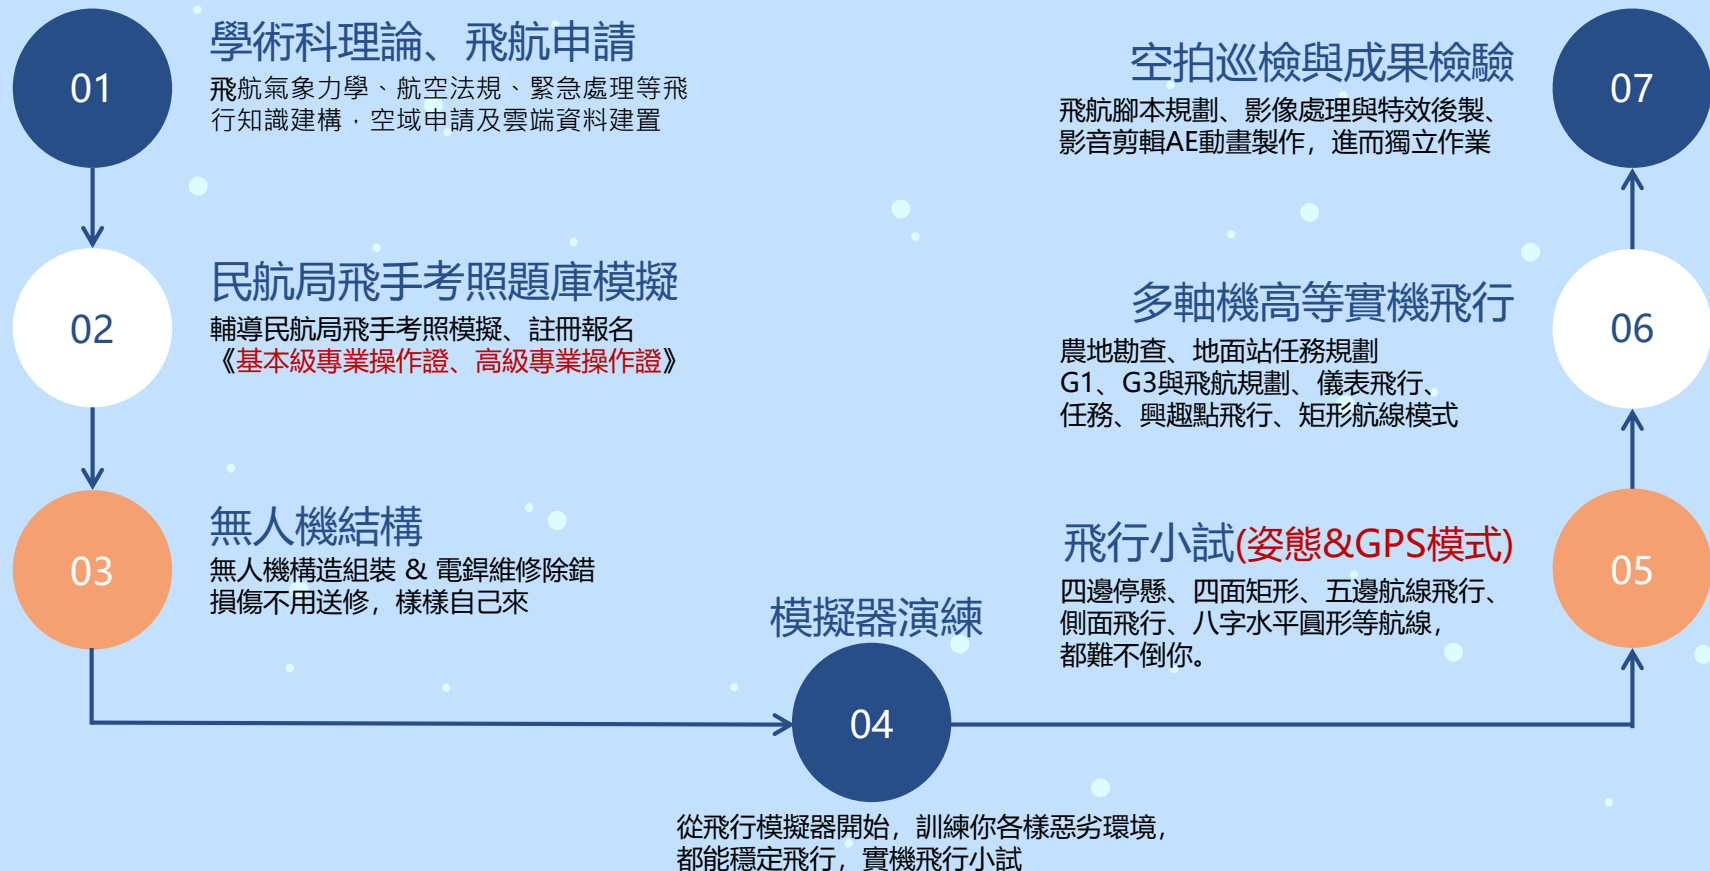 01
學術科理論、飛航申請
飛航氣象力學、航空法規、緊急處理等飛
行知識建構，空域申請及雲端資料建置
02
民航局飛手考照題庫模擬
輔導民航局飛手考照模擬、註冊報名
《基本級專業操作證、高級專業操作證》
03
無人機結構
無人機構造組裝 & 電銲維修除錯
損傷不用送修，樣樣自己來
模擬器演練
04
從飛行模擬器開始，訓練你各樣惡劣環境，
都能穩定飛行，實機飛行小試
飛行小試(姿態&GPS模式)
四邊停懸、四面矩形、五邊航線飛行、
側面飛行、八字水平圓形等航線，
都難不倒你。
05
多軸機高等實機飛行
農地勘查、地面站任務規劃
G1、G3與飛航規劃、儀表飛行、
任務、興趣點飛行、矩形航線模式
06
空拍巡檢與成果檢驗
飛航腳本規劃、影像處理與特效後製、
影音剪輯AE動畫製作，進而獨立作業
07